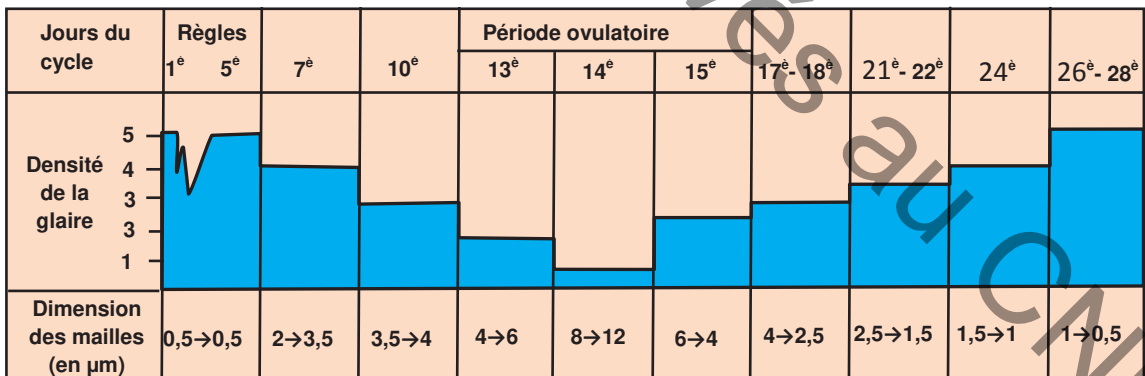 Jours du cycle
Règles
1è 5è
7è
10è
Période ovulatoire
13è
14è
15è
17è- 18è
21è- 22è
24è
26è- 28è
Densité de la glaire
5
4
3
3
1
Dimension des mailles (en µm)
0,5→0,5
2→3,5
3,5→4
4→6
8→12
6→4
4→2,5
2,5→1,5
1,5→1
1→0,5
au